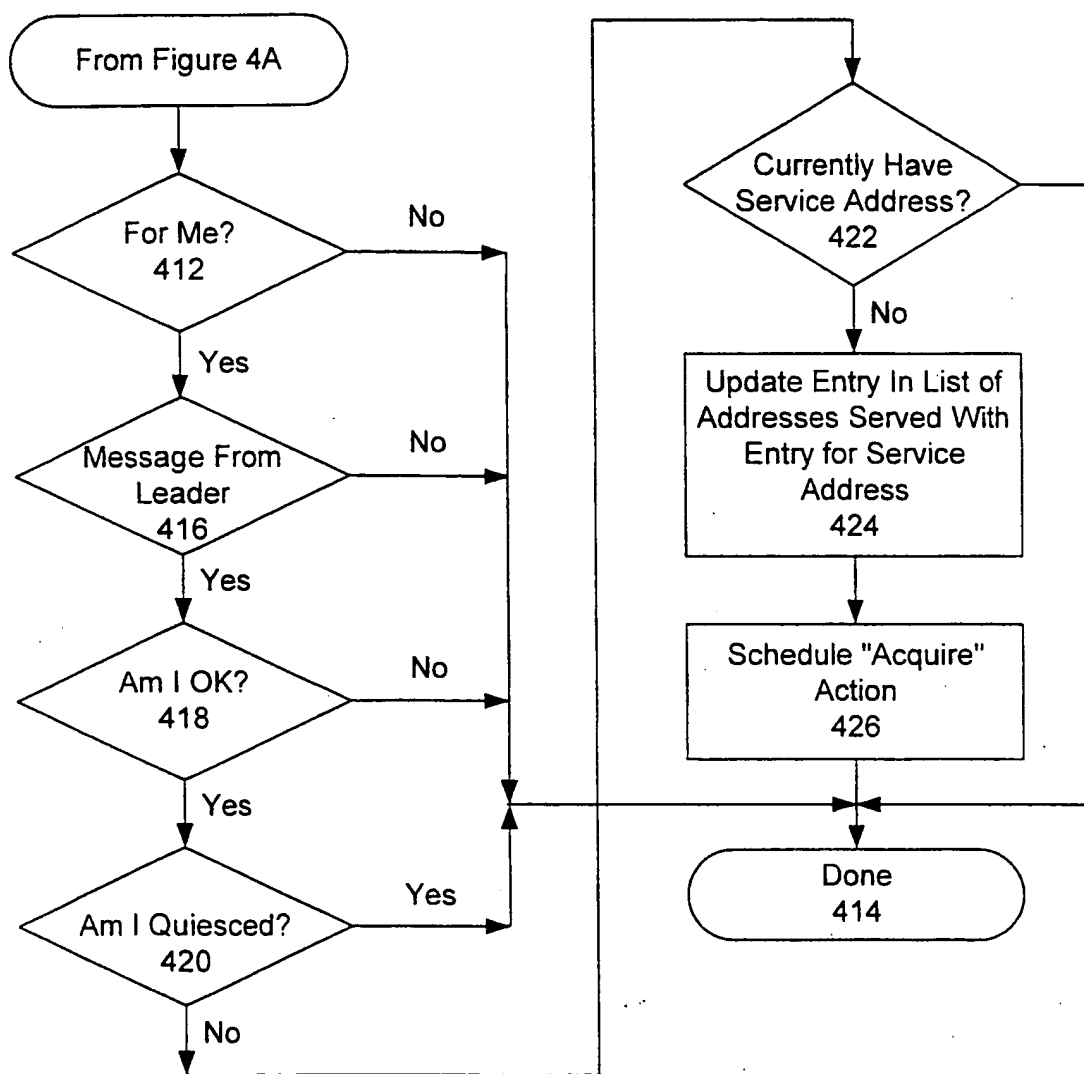 From Figure 4A
For Me?
412
No
Yes
Message From
Leader
416
No
Yes
Am I OK?
418
No
Yes
Am I Quiesced?
420
Yes
No
Currently Have
Service Address?
422
No
Update Entry In List of
Addresses Served With
Entry for Service
Address
424
Schedule "Acquire"
Action
426
Done
414